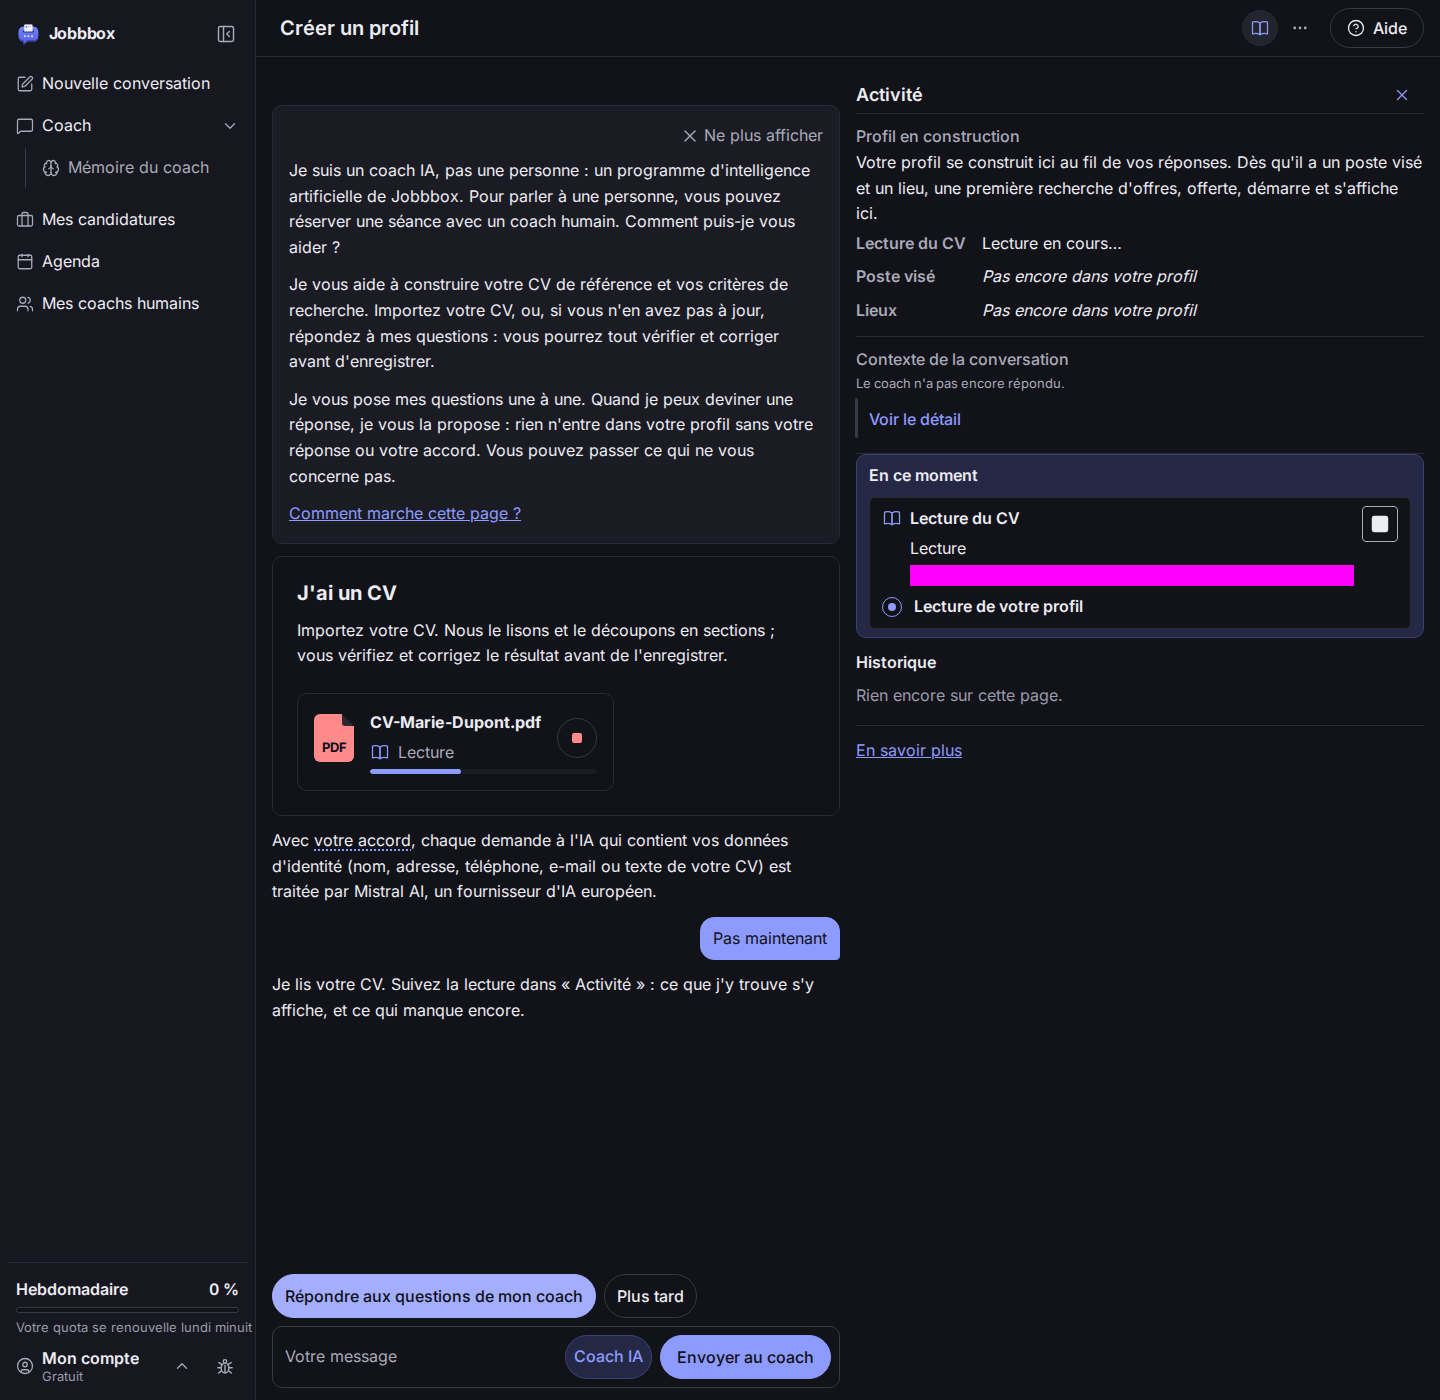 Jobbbox
Nouvelle conversation
Coach
Mémoire du coach
Mes candidatures
Agenda
Mes coachs humains
Hebdomadaire
0 %
Votre quota se renouvelle lundi minuit
Mon compte
Gratuit
Créer un profil
Aide
Ne plus afficher
Je suis un coach IA, pas une personne : un programme d'intelligence
artificielle de Jobbbox. Pour parler à une personne, vous pouvez
réserver une séance avec un coach humain. Comment puis-je vous
aider ?
Je vous aide à construire votre CV de référence et vos critères de
recherche. Importez votre CV, ou, si vous n'en avez pas à jour,
répondez à mes questions : vous pourrez tout vérifier et corriger
avant d'enregistrer.
Je vous pose mes questions une à une. Quand je peux deviner une
réponse, je vous la propose : rien n'entre dans votre profil sans votre
réponse ou votre accord. Vous pouvez passer ce qui ne vous
concerne pas.
Comment marche cette page ?
J'ai un CV
Importez votre CV. Nous le lisons et le découpons en sections ;
vous vérifiez et corrigez le résultat avant de l'enregistrer.
PDF
CV-Marie-Dupont.pdf
Lecture
Avec votre accord, chaque demande à l'IA qui contient vos données
d'identité (nom, adresse, téléphone, e-mail ou texte de votre CV) est
traitée par Mistral AI, un fournisseur d'IA européen.
Pas maintenant
Je lis votre CV. Suivez la lecture dans « Activité » : ce que j'y trouve s'y
affiche, et ce qui manque encore.
Répondre aux questions de mon coach
Plus tard
Votre message
Coach IA
Envoyer au coach
Activité
Profil en construction
Votre profil se construit ici au fil de vos réponses. Dès qu'il a un poste visé
et un lieu, une première recherche d'offres, offerte, démarre et s'affiche
ici.
Lecture du CV
Lecture en cours…
Poste visé
Pas encore dans votre profil
Lieux
Pas encore dans votre profil
Contexte de la conversation
Le coach n'a pas encore répondu.
Voir le détail
En ce moment
Lecture du CV
Lecture
Lecture de votre profil
Historique
Rien encore sur cette page.
En savoir plus